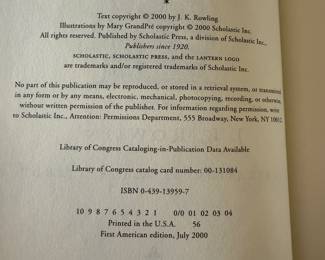 Text copyright © 2000 by J. K. Rowling
Illustrations by Mary GrandPré copyright © 2000 by Scholastic Inc.
All rights reserved. Published by Scholastic Press, a division of Scholastic Inc.,
Publishers since 1920.
SCHOLASTIC, SCHOLASTIC PRESS, and the LANTERN LOGO
are trademarks and/or registered trademarks of Scholastic Inc.
No part of this publication may be reproduced, or stored in a retrieval system, or transmitted
in any form or by any means, electronic, mechanical, photocopying, recording, or otherwise,
without written permission of the publisher. For information regarding permission, write
to Scholastic Inc., Attention: Permissions Department, 555 Broadway, New York, NY 10012.
Library of Congress Cataloging-in-Publication Data Available
Library of Congress catalog card number: 00-131084
ISBN 0-439-13959-7
10 9 8 7 6 5 4 3 2 1 0/0 01 02 03 04
Printed in the U.S.A. 56
First American edition, July 2000